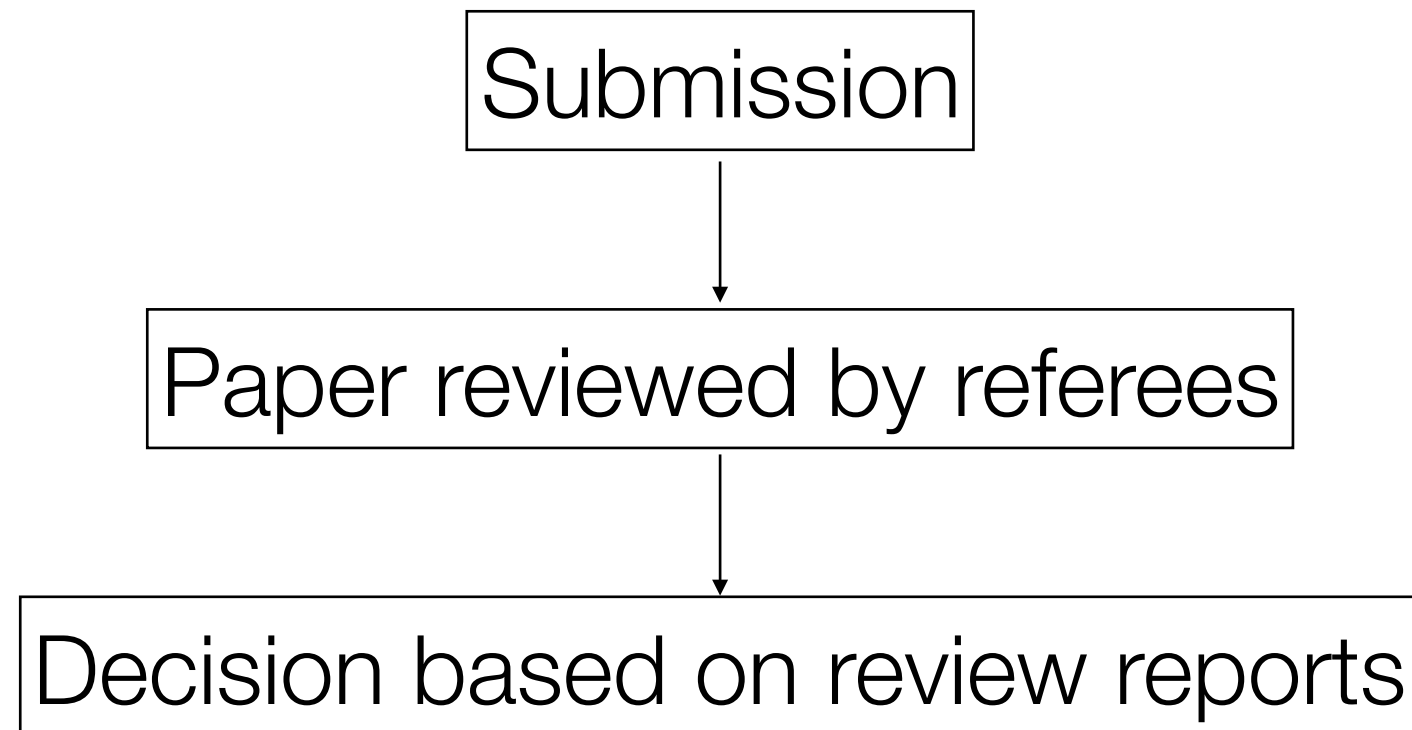 Submission
Paper reviewed by referees
Decision based on review reports